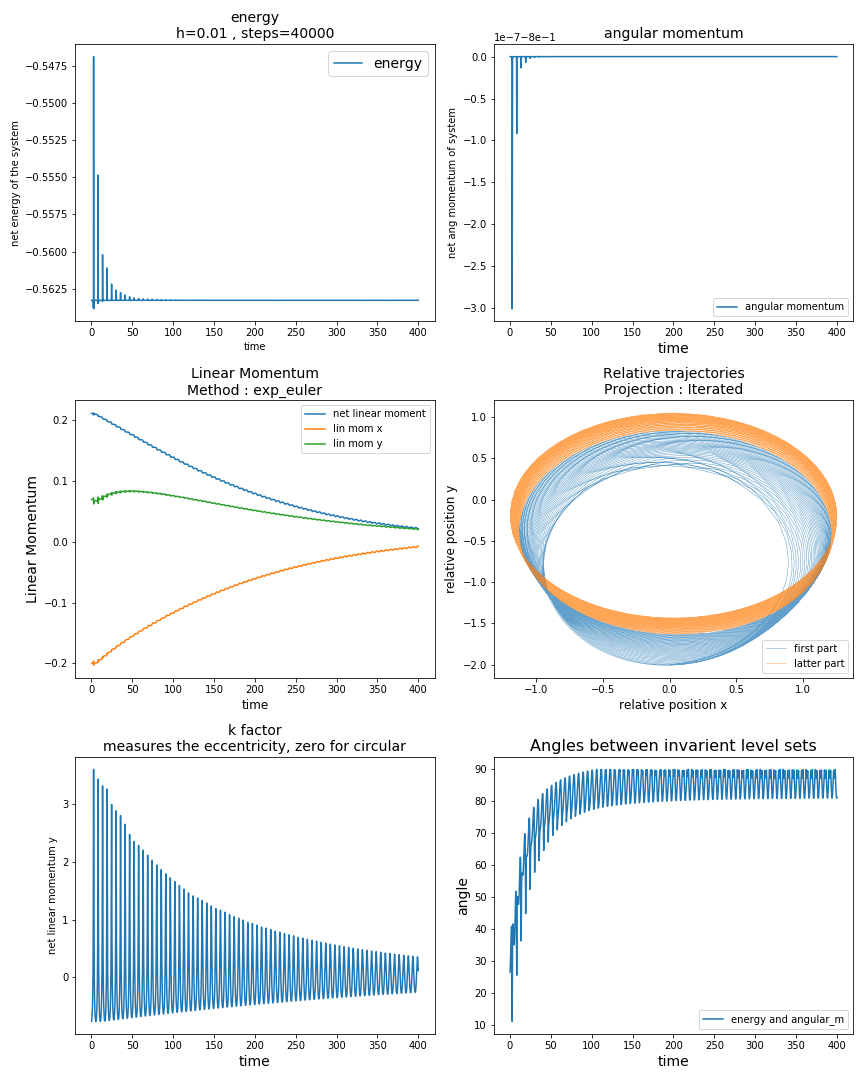 energy
h=0.01 , steps=40000
−0.5475
−0.5500
−0.5525
−0.5550
−0.5575
−0.5600
−0.5625
net energy of the system
energy
0 50 100 150 200 250 300 350 400
time
angular momentum
1e−7−8e−1
0.0
−0.5
−1.0
−1.5
−2.0
−2.5
−3.0
net ang momentum of system
angular momentum
0 50 100 150 200 250 300 350 400
time
Linear Momentum
Method : exp_euler
0.2
0.1
0.0
−0.1
−0.2
Linear Momentum
net linear moment
lin mom x
lin mom y
0 50 100 150 200 250 300 350 400
time
Relative trajectories
Projection : Iterated
1.0
0.5
0.0
−0.5
−1.0
−1.5
−2.0
relative position y
first part
latter part
−1.0 −0.5 0.0 0.5 1.0
relative position x
k factor
measures the eccentricity, zero for circular
3
2
1
0
net linear momentum y
0 50 100 150 200 250 300 350 400
time
Angles between invarient level sets
90
80
70
60
50
40
30
20
10
angle
energy and angular_m
0 50 100 150 200 250 300 350 400
time